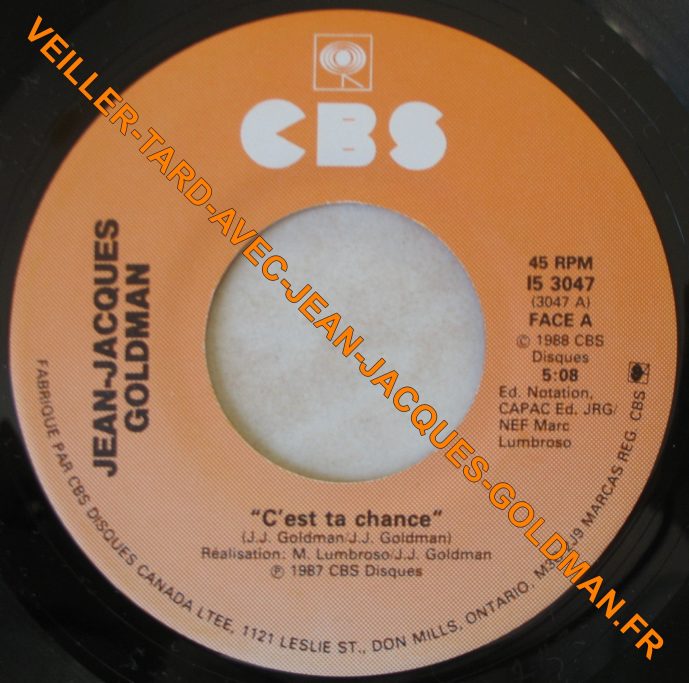 VEILLER-TARD-AVEC-JEAN-JACQUES-GOLDMAN.FR
CBS
JEAN-JACQUES
GOLDMAN
45 RPM
I5 3047
(3047 A)
FACE A
© 1988 CBS
Disques
5:08
Ed. Notation,
CAPAC Ed. JRG/
NEF Marc
Lumbroso
"C'est ta chance"
(J.J. Goldman/J.J. Goldman)
Réalisation: M. Lumbroso/J.J. Goldman
℗ 1987 CBS Disques
FABRIQUE PAR CBS DISQUES CANADA LTEE, 1121 LESLIE ST., DON MILLS, ONTARIO, MARCAS REG. CBS